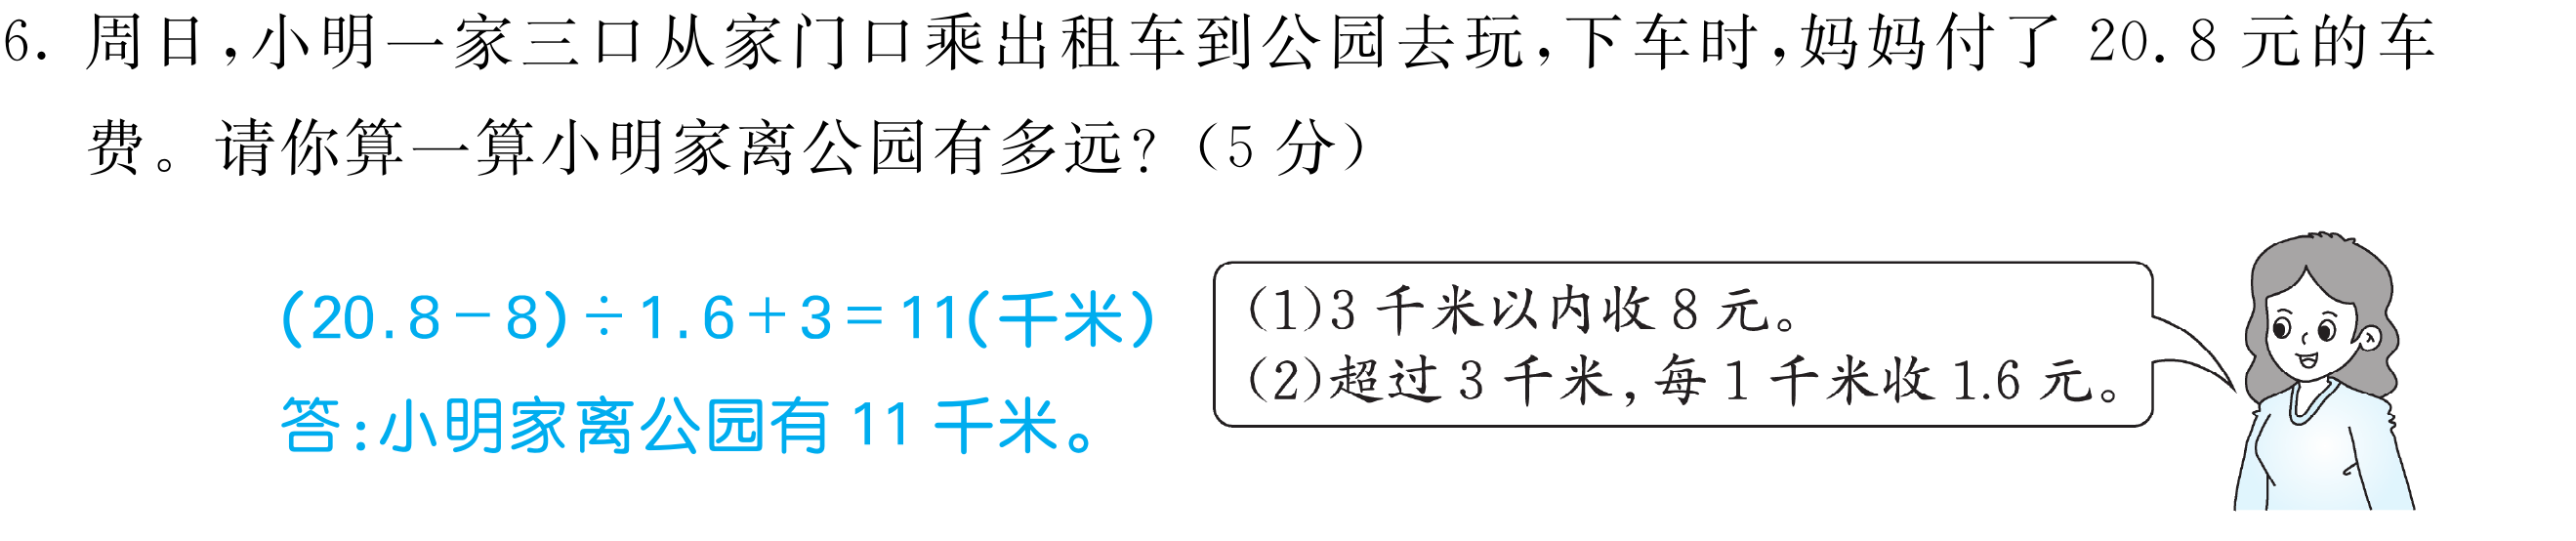 6. 周日,小明一家三口从家门口乘出租车到公园去玩,下车时,妈妈付了 20.8 元的车
费。请你算一算小明家离公园有多远?(5 分)
(20.8-8)÷1.6+3=11(千米)
答:小明家离公园有 11 千米。
(1)3 千米以内收 8 元。
(2)超过 3 千米,每 1 千米收 1.6 元。